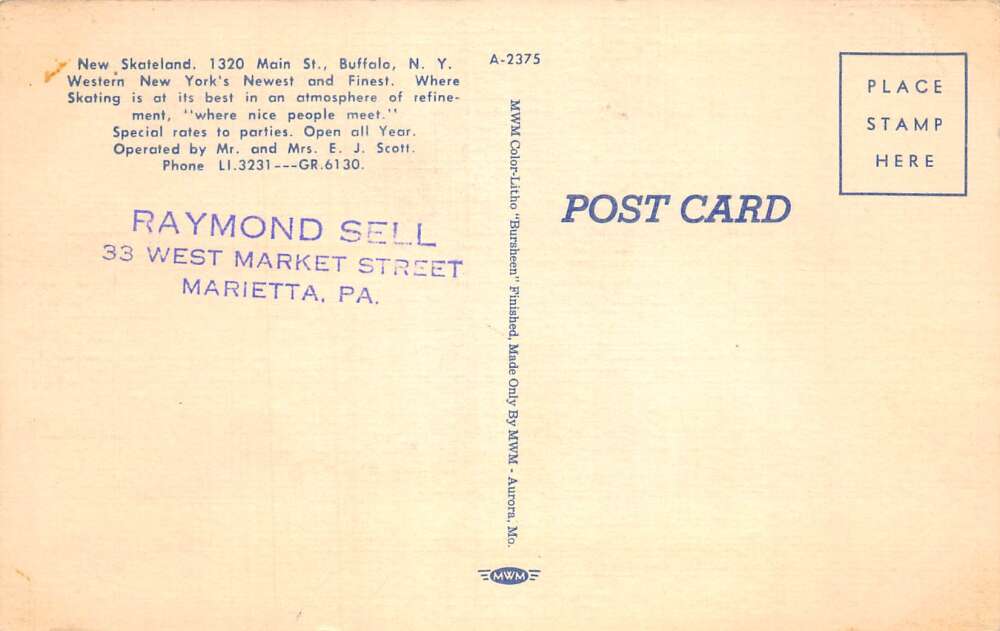 New Skateland. 1320 Main St., Buffalo, N. Y.
Western New York's Newest and Finest. Where
Skating is at its best in an atmosphere of refine-
ment, "where nice people meet."
Special rates to parties. Open all Year.
Operated by Mr. and Mrs. E. J. Scott.
Phone LI.3231---GR.6130.
RAYMOND SELL
33 WEST MARKET STREET
MARIETTA, PA.
A-2375
MWM Color-Litho "Bursheen" Finished, Made Only By MWM - Aurora, Mo.
MWM
POST CARD
PLACE
STAMP
HERE